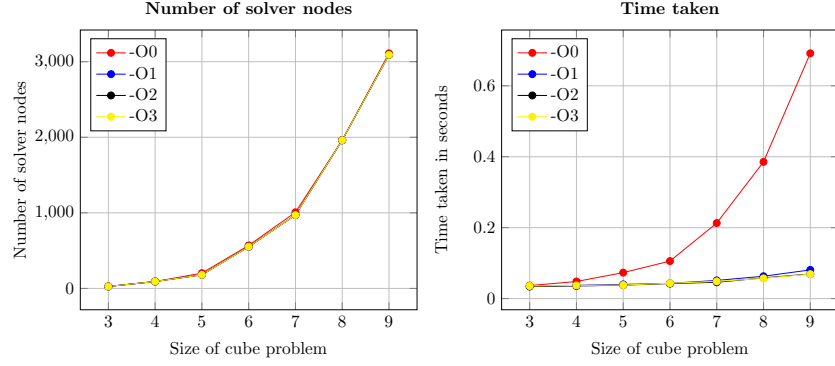 Number of solver nodes
-O0
-O1
-O2
-O3
3,000
2,000
1,000
0
3 4 5 6 7 8 9
Size of cube problem
Number of solver nodes
Time taken
-O0
-O1
-O2
-O3
0.6
0.4
0.2
0
3 4 5 6 7 8 9
Size of cube problem
Time taken in seconds